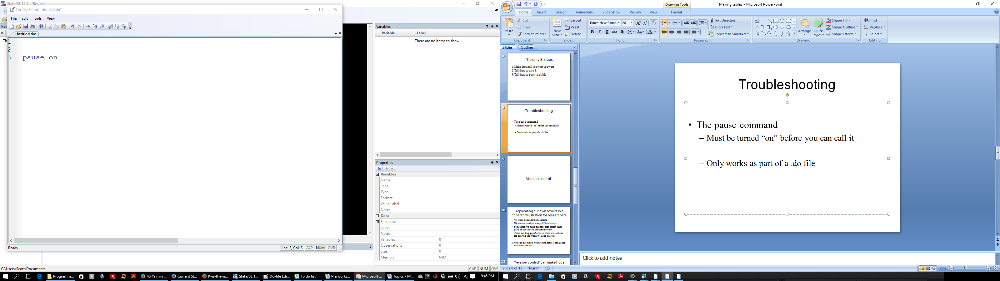 Stata/SE 12.1 - [Results]
Do-file Editor - Untitled.do*
File Edit Tools View
Untitled.do*
1
2
3 pause on
Ready
Line: 3, Col: 8 CAP NUM OVR
C:\Users\Scott\Documents
Variables
Variable Label
There are no items to show.
Properties
Variables
Name
Label
Type
Format
Value Label
Notes
Data
Filename
Label
Notes
Variables 0
Observations 0
Size 0
Memory 64M
CAP NUM OVR
Drawing Tools
Making tables - Microsoft PowerPoint
Home Insert Design Animations Slide Show Review View Format
Paste
Cut
Copy
Format Painter
Clipboard
New Slide
Layout
Reset
Delete
Slides
Times New Roma 28
Font
Text Direction
Align Text
Convert to SmartArt
Paragraph
Arrange
Quick Styles
Shape Fill
Shape Outline
Shape Effects
Drawing
Find
Replace
Select
Editing
Slides Outline
7
The only 3 steps
1. Make Stata tell you what you want
2. Tell Stata to save it
3. Tell Stata to put it in a table
8
Troubleshooting
• The pause command
– Must be turned “on” before you can call it
– Only works as part of a .do file
9
Version control
10
Replicating our own results is a
constant frustration for researchers
• We write complicated programs
• We run our analysis many different ways
• Sometimes we make changes that affect other
parts of our code in unexpected ways
• There are long gaps between when we first run
the analysis and when we need to revise
If you can’t replicate your results, there’s really not
much you can do
11
“Version control” can make huge
Troubleshooting
• The pause command
– Must be turned “on” before you can call it
– Only works as part of a .do file
Click to add notes
Slide 8 of 13 "Blank" 75%
Programm... 46:49 min ... Current St... K-is-the-n... Stata/SE 1... Do-file Edi... To do list Pre works... Microsoft ... Topics - M... 9:45 PM